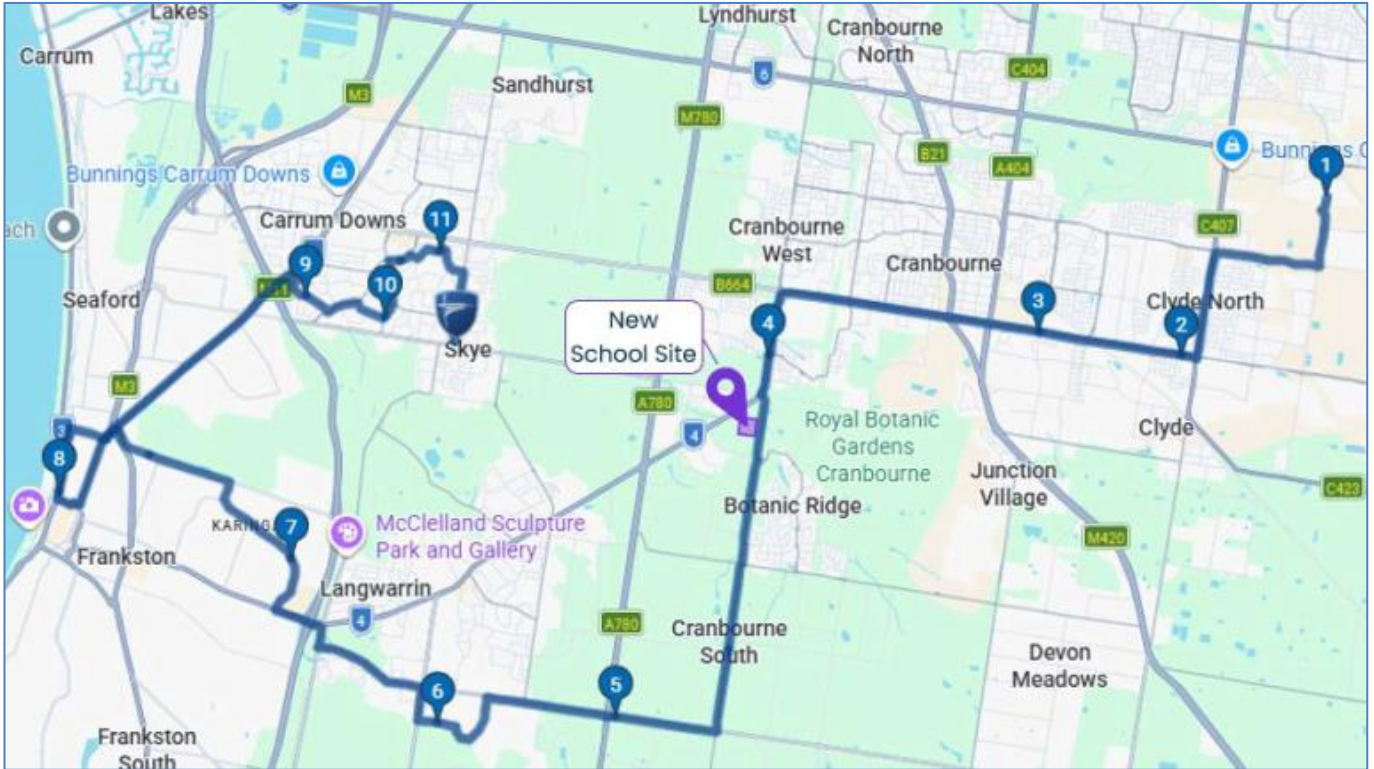 Lakes
Lyndhurst
Cranbourne
North
Carrum
C404
6
Sandhurst
M3
M780
B21
A404
Bunnings Carrum Downs
1
C407
11
Carrum Downs
Cranbourne
West
9
Cranbourne
10
B664
Seaford
New
School Site
3
Clyde North
4
2
Skye
M3
A780
3
4
Royal Botanic
Gardens
Cranbourne
Clyde
8
Junction
Village
C423
Botanic Ridge
7
McClelland Sculpture
Park and Gallery
M420
Frankston
Langwarrin
4
A780
Cranbourne
South
Devon
Meadows
6
5
Frankston
South